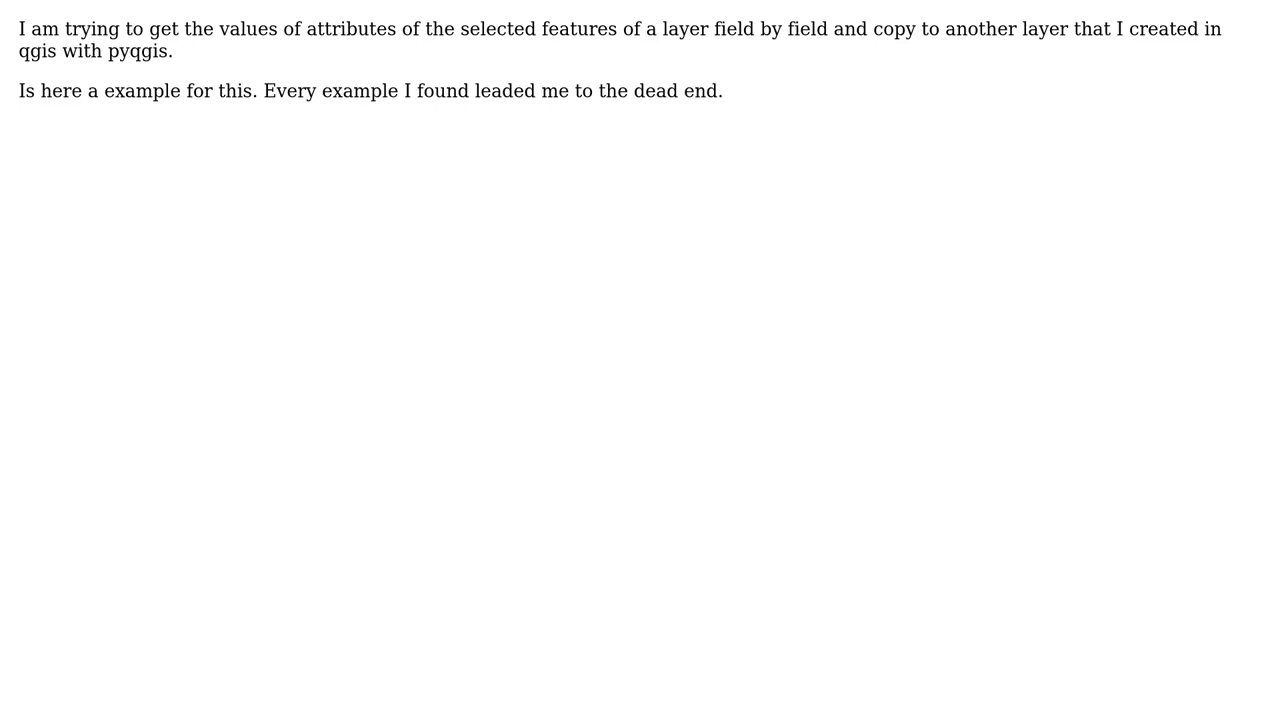 I am trying to get the values of attributes of the selected features of a layer field by field and copy to another layer that I created in
qgis with pyqgis.
Is here a example for this. Every example I found leaded me to the dead end.